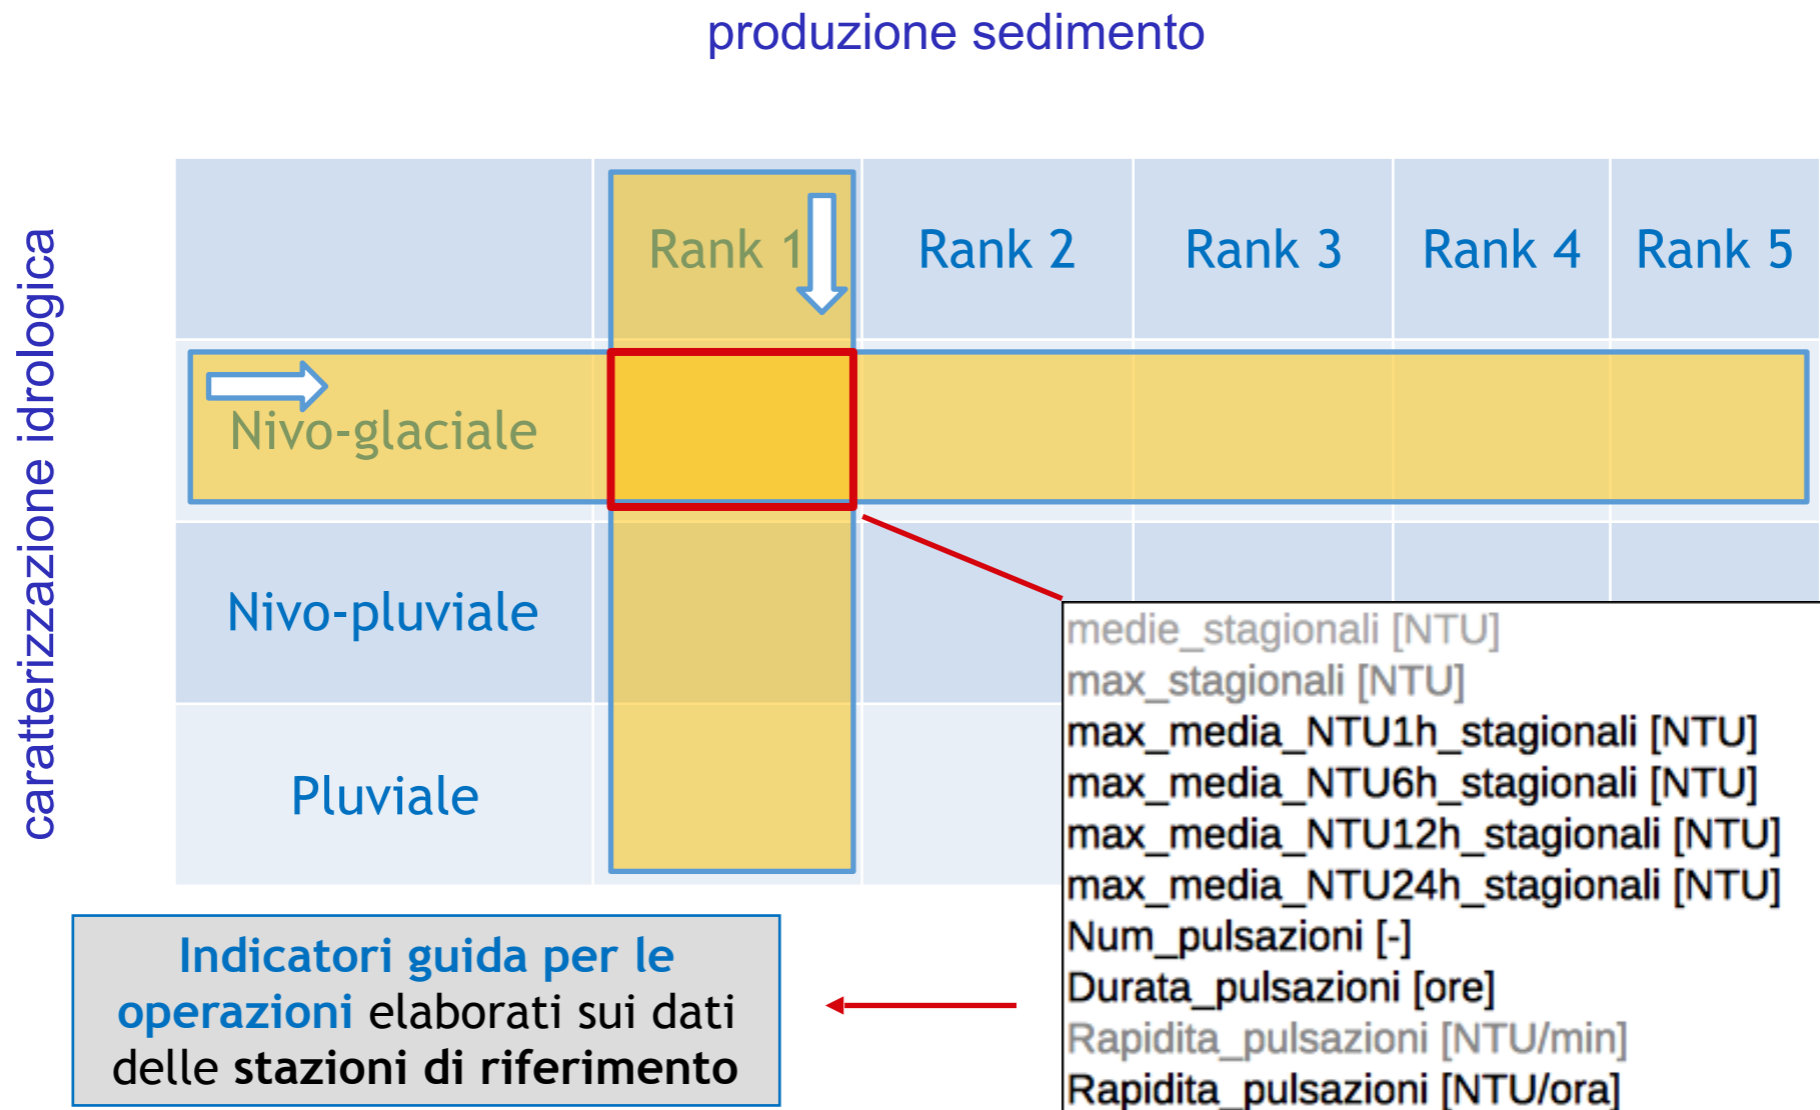 produzione sedimento
caratterizzazione idrologica
Rank 1 Rank 2 Rank 3 Rank 4 Rank 5
Nivo-glaciale
Nivo-pluviale
Pluviale
medie_stagionali [NTU]
max_stagionali [NTU]
max_media_NTU1h_stagionali [NTU]
max_media_NTU6h_stagionali [NTU]
max_media_NTU12h_stagionali [NTU]
max_media_NTU24h_stagionali [NTU]
Num_pulsazioni [-]
Durata_pulsazioni [ore]
Rapidita_pulsazioni [NTU/min]
Rapidita_pulsazioni [NTU/ora]
Indicatori guida per le
operazioni elaborati sui dati
delle stazioni di riferimento